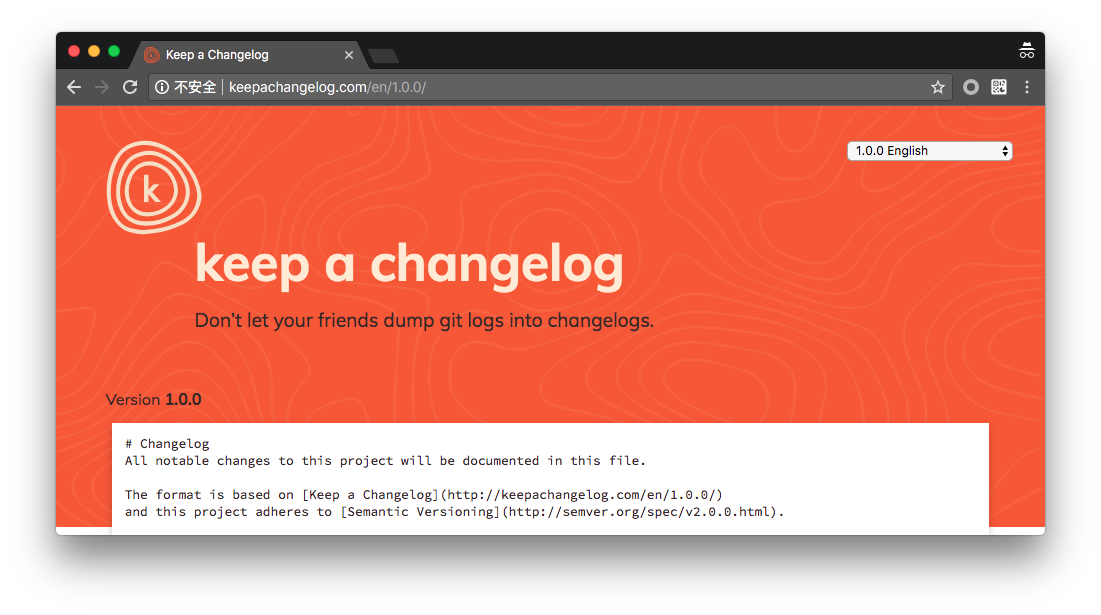 Keep a Changelog
不安全 | keepachangelog.com/en/1.0.0/
1.0.0 English
k
keep a changelog
Don't let your friends dump git logs into changelogs.
Version 1.0.0
# Changelog
All notable changes to this project will be documented in this file.
The format is based on [Keep a Changelog](http://keepachangelog.com/en/1.0.0/)
and this project adheres to [Semantic Versioning](http://semver.org/spec/v2.0.0.html).